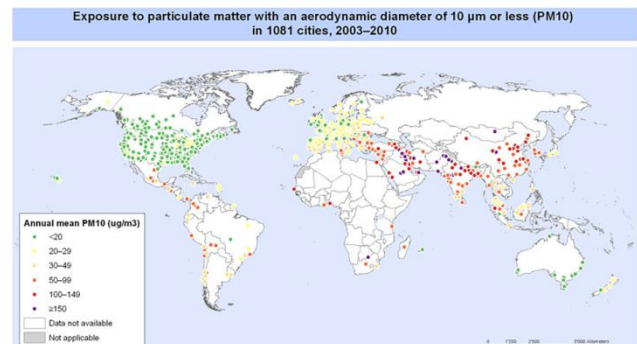 Exposure to particulate matter with an aerodynamic diameter of 10 µm or less (PM10)
in 1081 cities, 2003–2010
Annual mean PM10 (ug/m3)
<20
20–29
30–49
50–99
100–149
≥150
Data not available
Not applicable